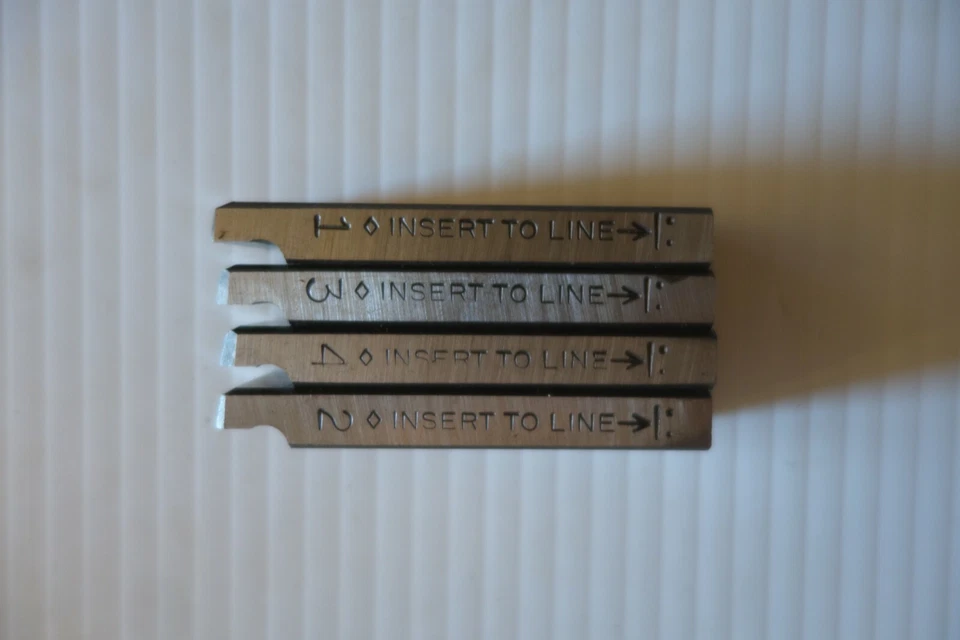 1 ◊ INSERT TO LINE→|:
3 ◊ INSERT TO LINE→|:
4 ◊ INSERT TO LINE→|:
2 ◊ INSERT TO LINE→|: